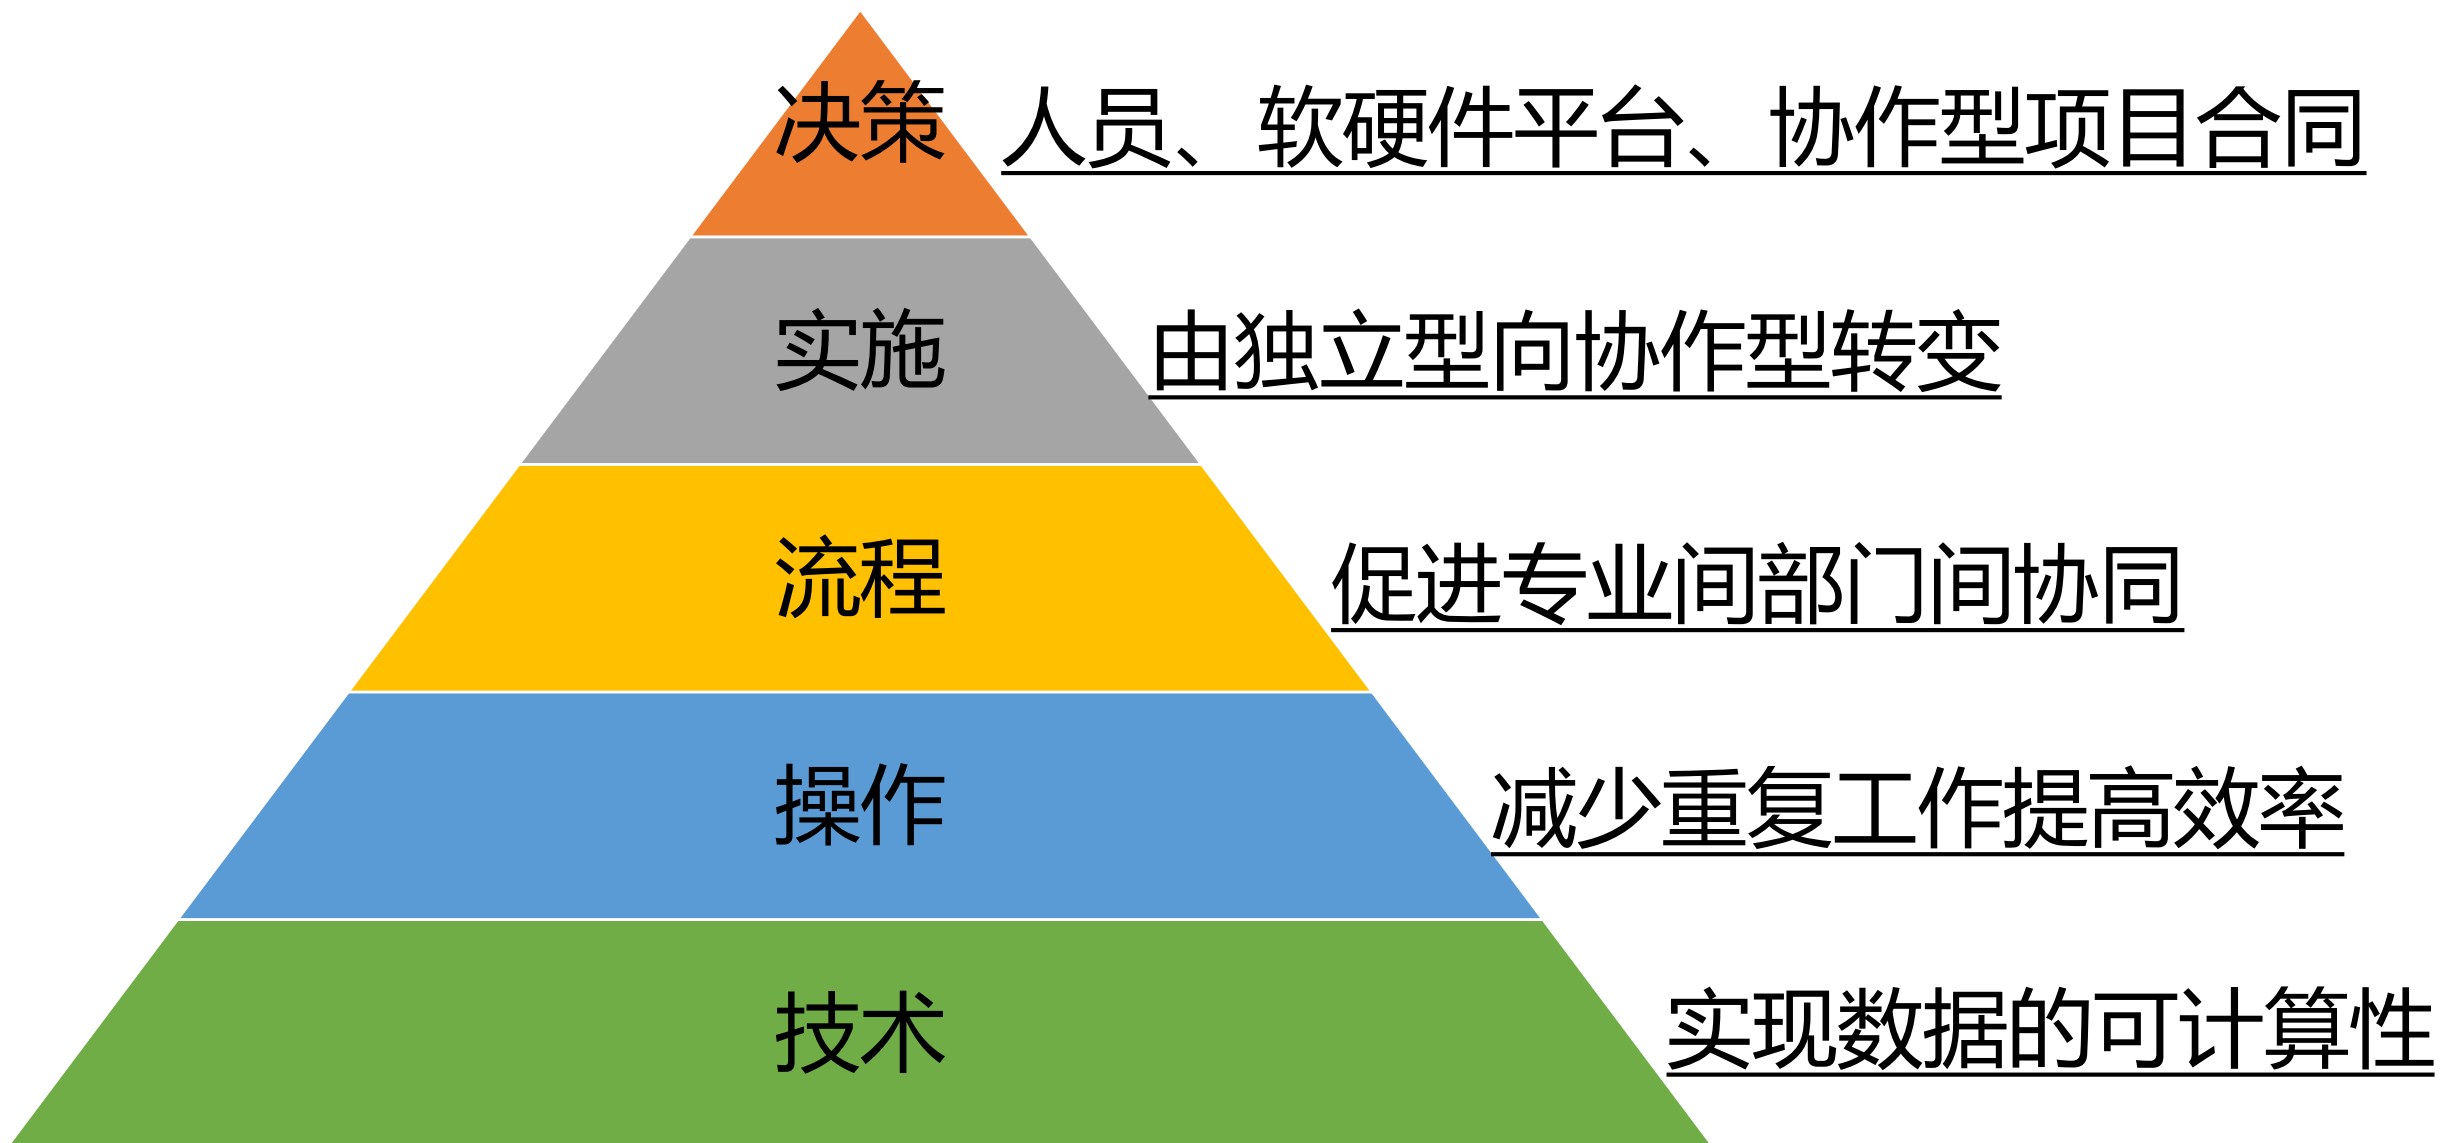 决策 人员、软硬件平台、协作型项目合同
实施 由独立型向协作型转变
流程 促进专业间部门间协同
操作 减少重复工作提高效率
技术 实现数据的可计算性